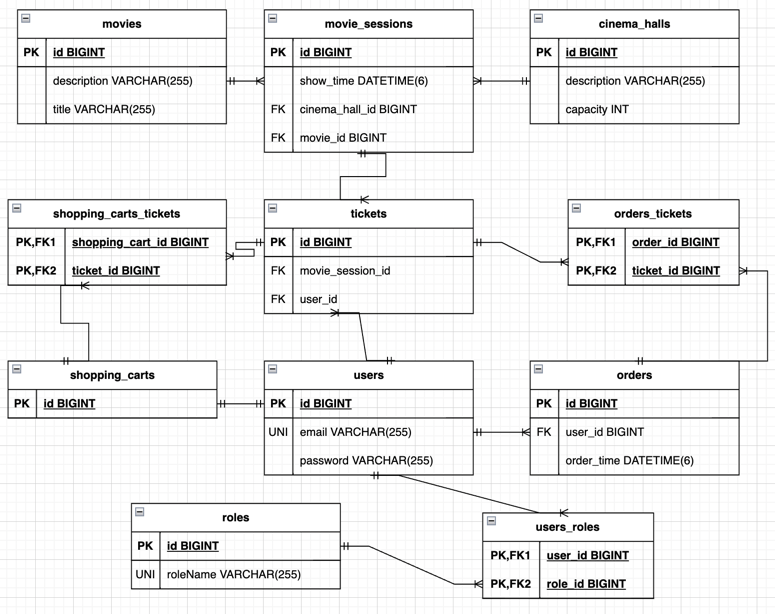 movies
PK id BIGINT
description VARCHAR(255)
title VARCHAR(255)
movie_sessions
PK id BIGINT
show_time DATETIME(6)
FK cinema_hall_id BIGINT
FK movie_id BIGINT
cinema_halls
PK id BIGINT
description VARCHAR(255)
capacity INT
shopping_carts_tickets
PK,FK1 shopping_cart_id BIGINT
PK,FK2 ticket_id BIGINT
tickets
PK id BIGINT
FK movie_session_id
FK user_id
orders_tickets
PK,FK1 order_id BIGINT
PK,FK2 ticket_id BIGINT
shopping_carts
PK id BIGINT
users
PK id BIGINT
UNI email VARCHAR(255)
password VARCHAR(255)
orders
PK id BIGINT
FK user_id BIGINT
order_time DATETIME(6)
roles
PK id BIGINT
UNI roleName VARCHAR(255)
users_roles
PK,FK1 user_id BIGINT
PK,FK2 role_id BIGINT